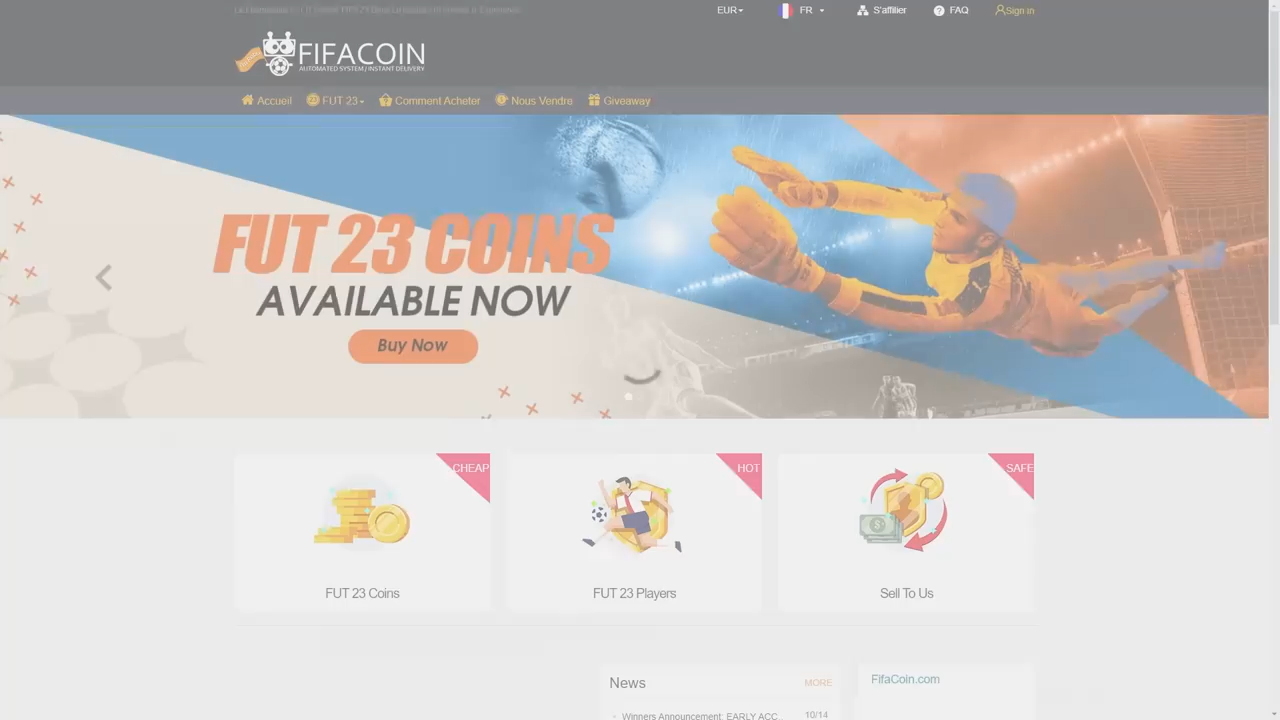 EUR FR S'affilier FAQ Sign in
FIFACOIN
AUTOMATED SYSTEM / INSTANT DELIVERY
Accueil FUT 23 Comment Acheter Nous Vendre Giveaway
FUT 23 COINS
AVAILABLE NOW
Buy Now
CHEAP HOT SAFE
FUT 23 Coins FUT 23 Players Sell To Us
News MORE FifaCoin.com
Winners Announcement: EARLY ACC... 10/14